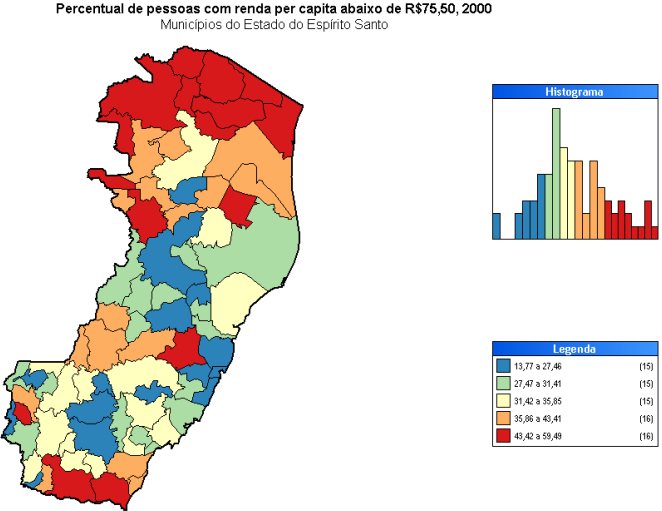 Percentual de pessoas com renda per capita abaixo de R$75,50, 2000
Municípios do Estado do Espírito Santo
Histograma
Legenda
13,77 a 27,46 (15)
27,47 a 31,41 (15)
31,42 a 35,85 (15)
35,86 a 43,41 (16)
43,42 a 59,49 (16)